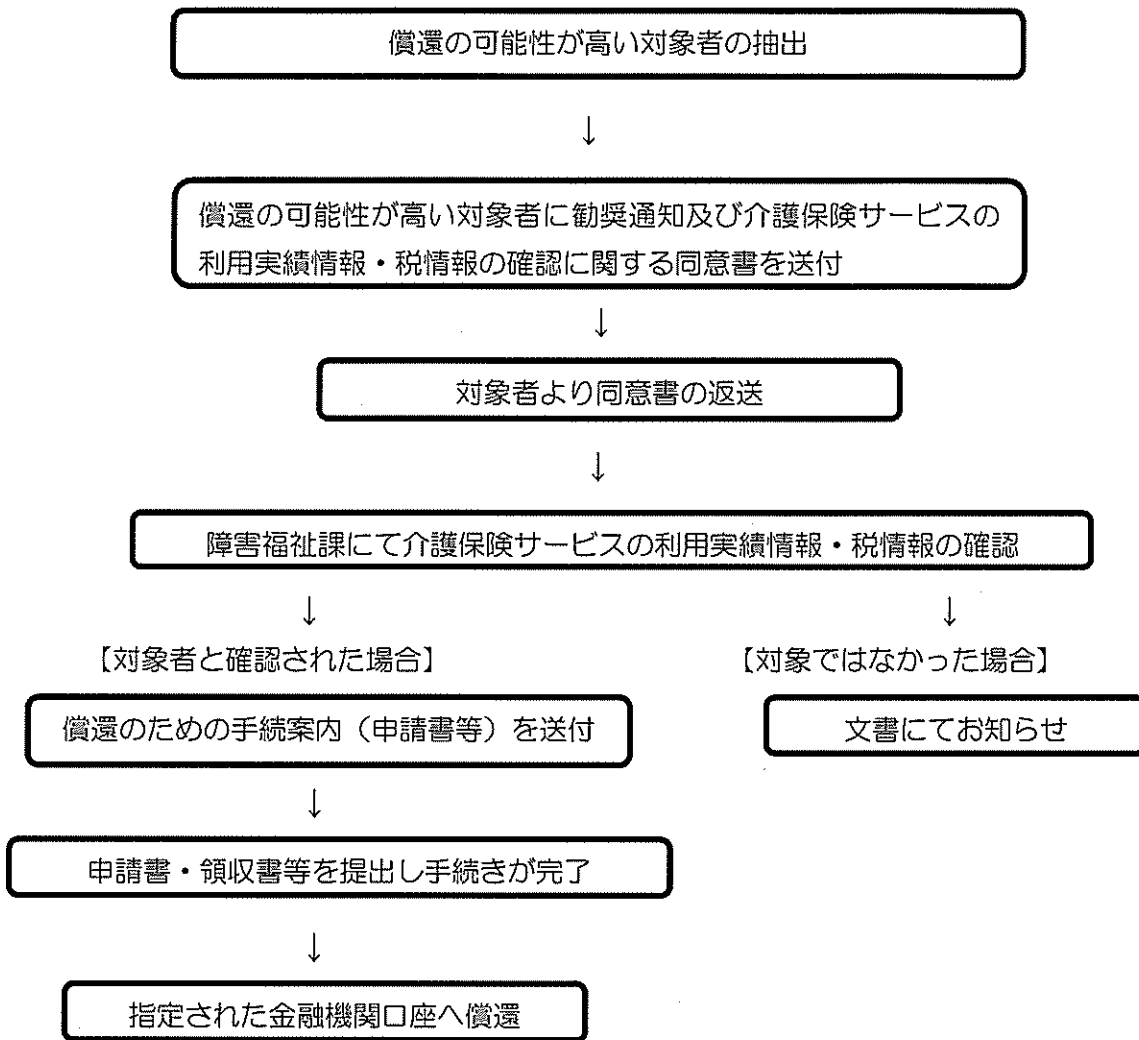 償還の可能性が高い対象者の抽出
↓
償還の可能性が高い対象者に勧奨通知及び介護保険サービスの
利用実績情報・税情報の確認に関する同意書を送付
↓
対象者より同意書の返送
↓
障害福祉課にて介護保険サービスの利用実績情報・税情報の確認
↓ ↓
【対象者と確認された場合】 【対象ではなかった場合】
償還のための手続案内（申請書等）を送付 文書にてお知らせ
↓
申請書・領収書等を提出し手続きが完了
↓
指定された金融機関口座へ償還